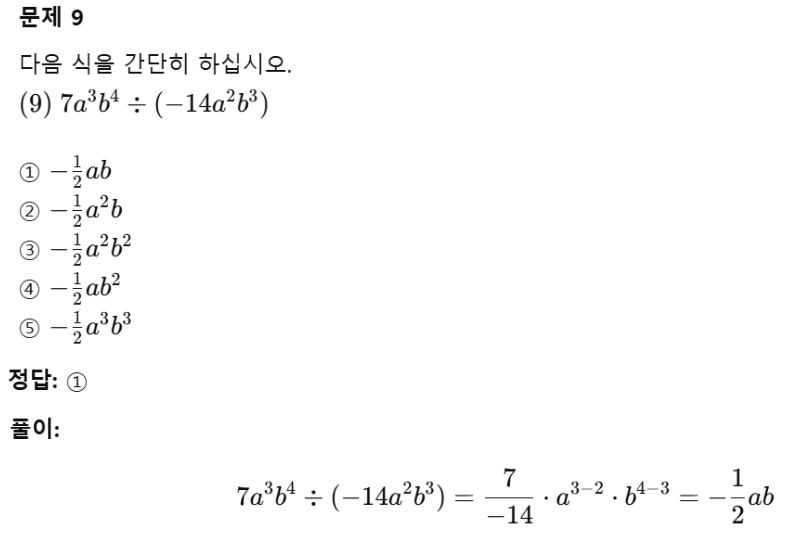 문제 9
다음 식을 간단히 하십시오.
(9) 7a³b⁴ ÷ (−14a²b³)
① −½ab
② −½a²b
③ −½a²b²
④ −½ab²
⑤ −½a³b³
정답: ①
풀이:
7a³b⁴ ÷ (−14a²b³) = 7/−14 · a³⁻² · b⁴⁻³ = −½ab